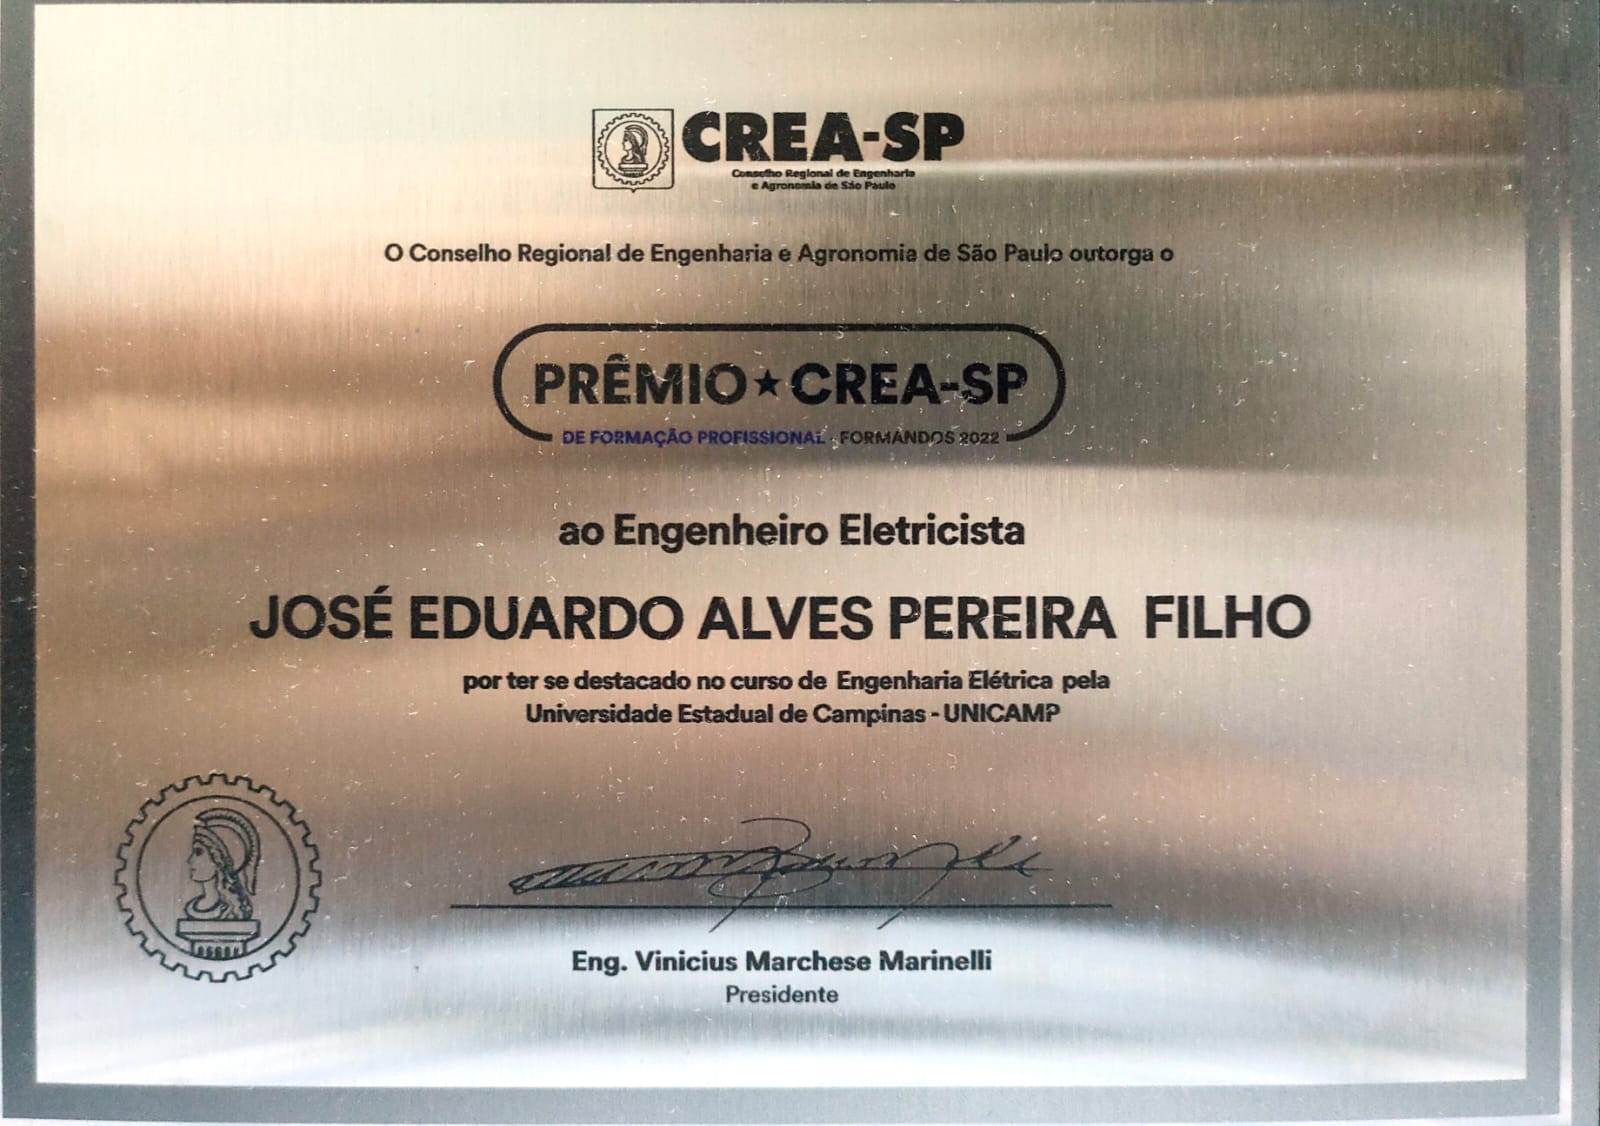 CREA-SP
Conselho Regional de Engenharia
e Agronomia de São Paulo
O Conselho Regional de Engenharia e Agronomia de São Paulo outorga o
PRÊMIO★CREA-SP
DE FORMAÇÃO PROFISSIONAL - FORMANDOS 2022
ao Engenheiro Eletricista
JOSÉ EDUARDO ALVES PEREIRA FILHO
por ter se destacado no curso de Engenharia Elétrica pela
Universidade Estadual de Campinas - UNICAMP
Eng. Vinicius Marchese Marinelli
Presidente